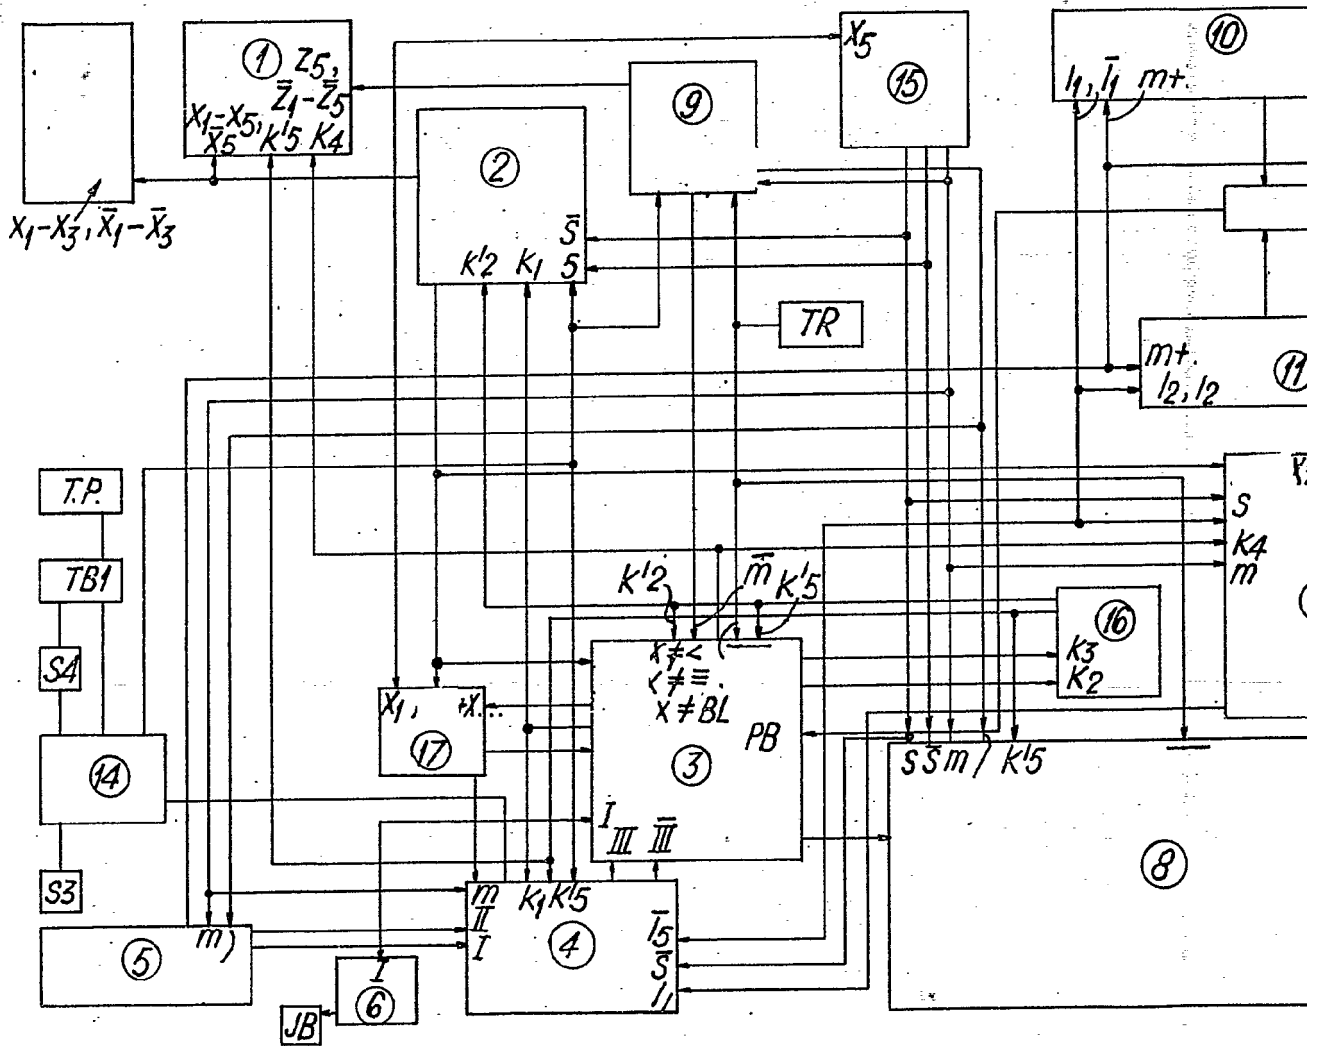 1
Z5,
Z̄1-Z̄5
X1-X5,
X̄5
K'5
K4
X1-X3, X̄1-X̄3
2
S̄
K'2
K1
5
9
X5
15
TR
10
I1, Ī1
m+.
m+.
I2, I2
11
T.P.
TB1
S4
14
S3
S
K4
m
K'2
m̄
K'5
16
K3
K2
X≠<
<≠≡.
X≠BL
PB
3
I
III
III̅
X1,
+X...
17
S
S̄
m
)
K'5
8
m
K1
K'5
II
I
4
Ī5
S̄
I1
m
)
5
I
6
JB